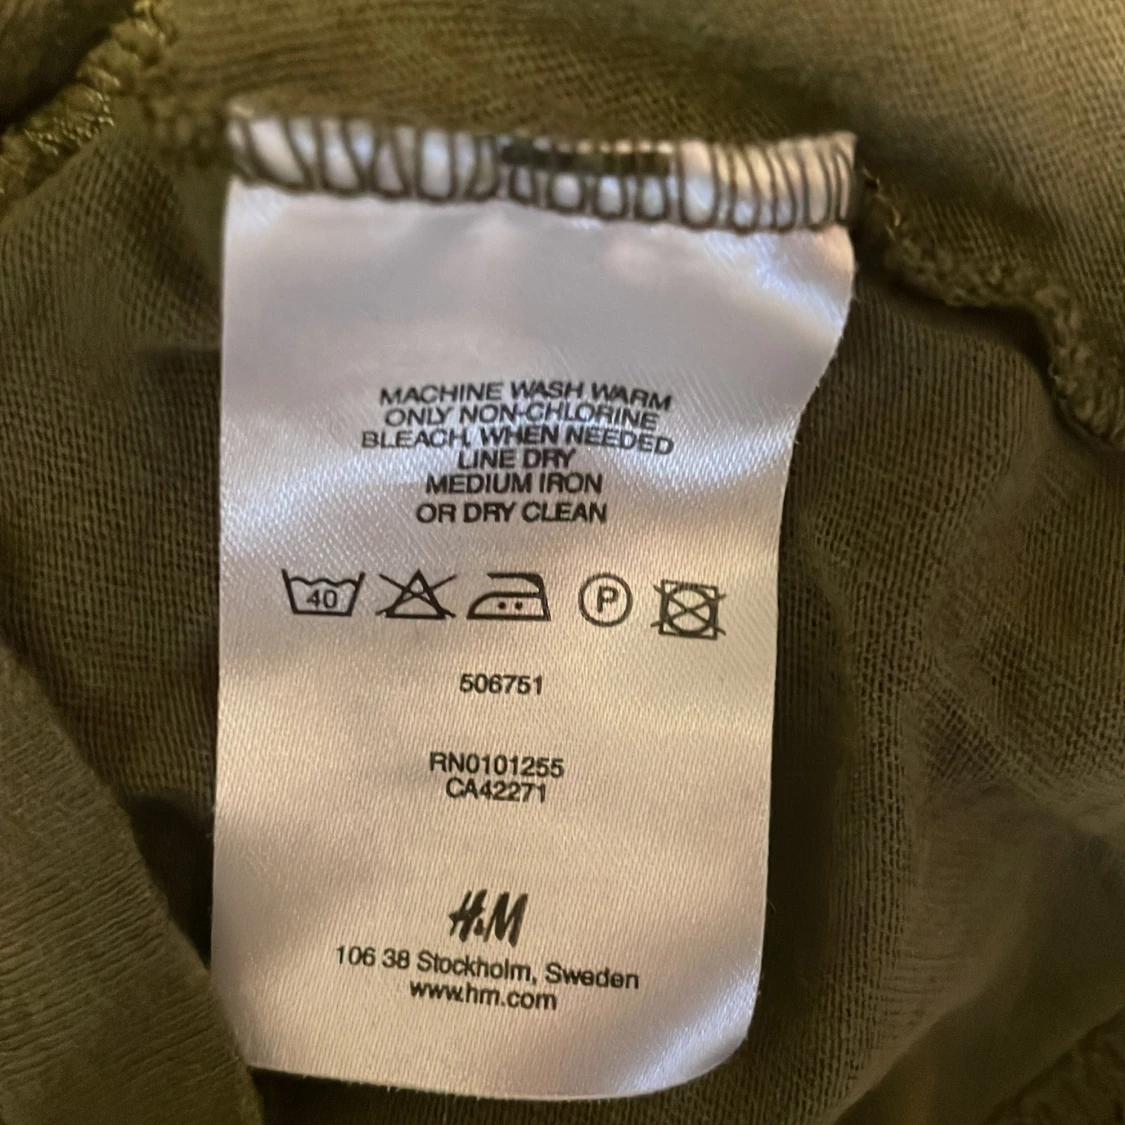 MACHINE WASH WARM
ONLY NON-CHLORINE
BLEACH, WHEN NEEDED
LINE DRY
MEDIUM IRON
OR DRY CLEAN
40 P
506751
RN0101255
CA42271
H&M
106 38 Stockholm, Sweden
www.hm.com